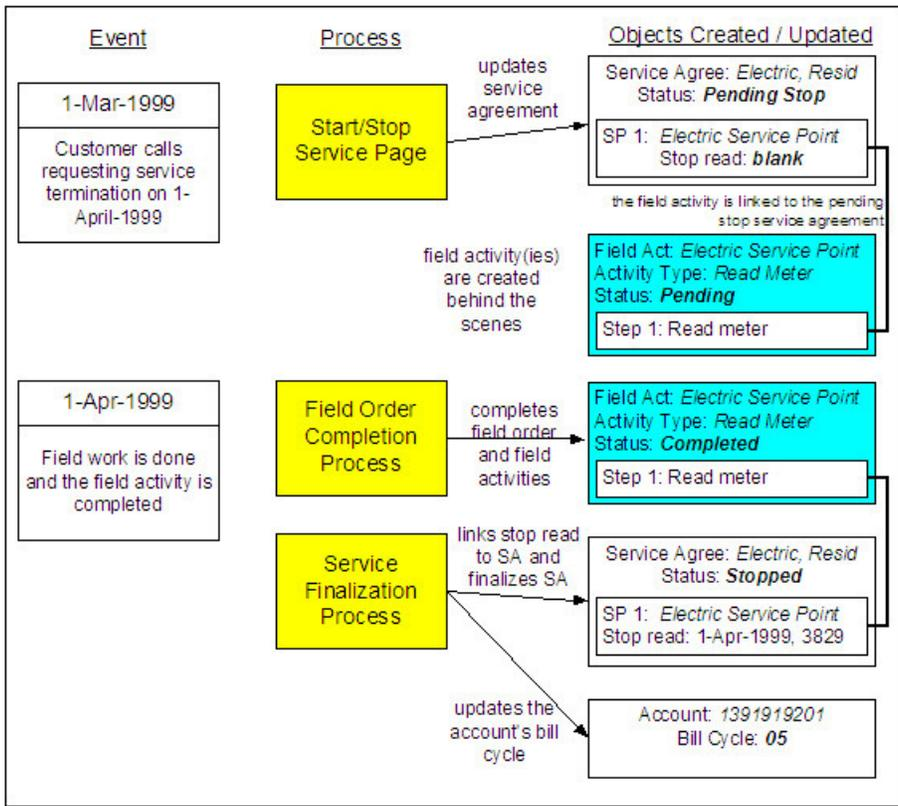 Event
Process
Objects Created / Updated
1-Mar-1999
Customer calls
requesting service
termination on 1-
April-1999
Start/Stop
Service Page
updates
service
agreement
Service Agree: Electric, Resid
Status: Pending Stop
SP 1: Electric Service Point
Stop read: blank
the field activity is linked to the pending
stop service agreement
field activity(ies)
are created
behind the
scenes
Field Act: Electric Service Point
Activity Type: Read Meter
Status: Pending
Step 1: Read meter
1-Apr-1999
Field work is done
and the field activity is
completed
Field Order
Completion
Process
completes
field order
and field
activities
Field Act: Electric Service Point
Activity Type: Read Meter
Status: Completed
Step 1: Read meter
Service
Finalization
Process
links stop read
to SA and
finalizes SA
Service Agree: Electric, Resid
Status: Stopped
SP 1: Electric Service Point
Stop read: 1-Apr-1999, 3829
updates the
account's bill
cycle
Account: 1391919201
Bill Cycle: 05